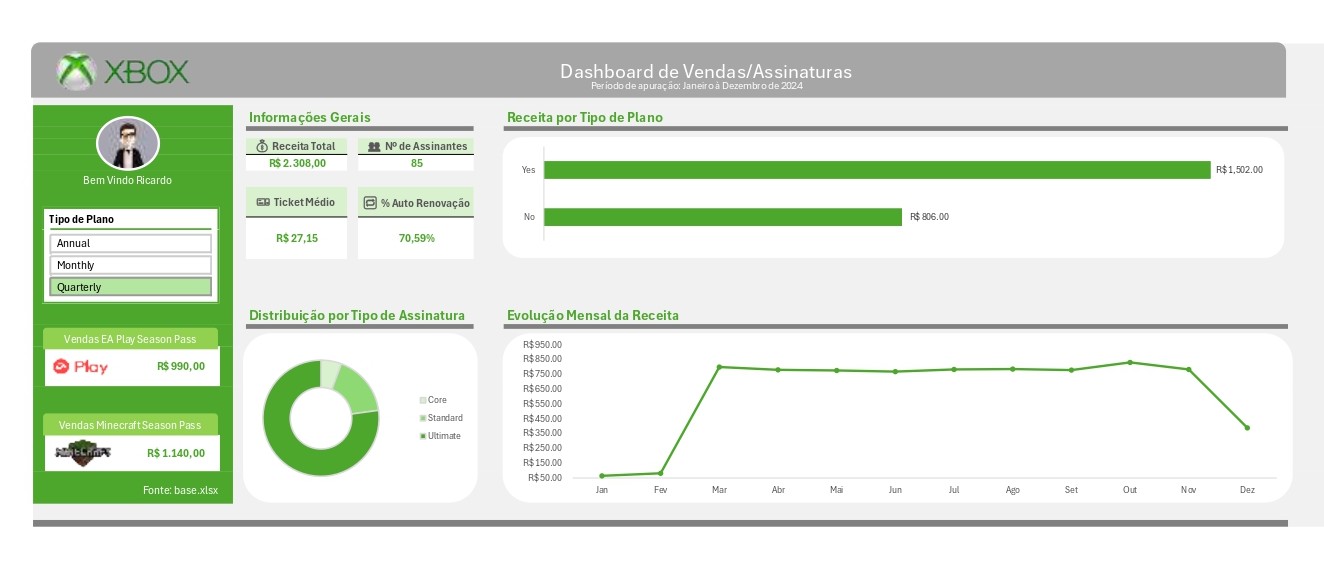 XBOX
Dashboard de Vendas/Assinaturas
Período de apuração: Janeiro à Dezembro de 2024
Bem Vindo Ricardo
Tipo de Plano
Annual
Monthly
Quarterly
Vendas EA Play Season Pass
EA Play
R$ 990,00
Vendas Minecraft Season Pass
MINECRAFT
R$ 1.140,00
Fonte: base.xlsx
Informações Gerais
Receita Total
Nº de Assinantes
R$ 2.308,00
85
Ticket Médio
% Auto Renovação
R$ 27,15
70,59%
Receita por Tipo de Plano
Yes
R$1,502.00
No
R$806.00
Distribuição por Tipo de Assinatura
Core
Standard
Ultimate
Evolução Mensal da Receita
R$950.00
R$850.00
R$750.00
R$650.00
R$550.00
R$450.00
R$350.00
R$250.00
R$150.00
R$50.00
Jan Fev Mar Abr Mai Jun Jul Ago Set Out Nov Dez